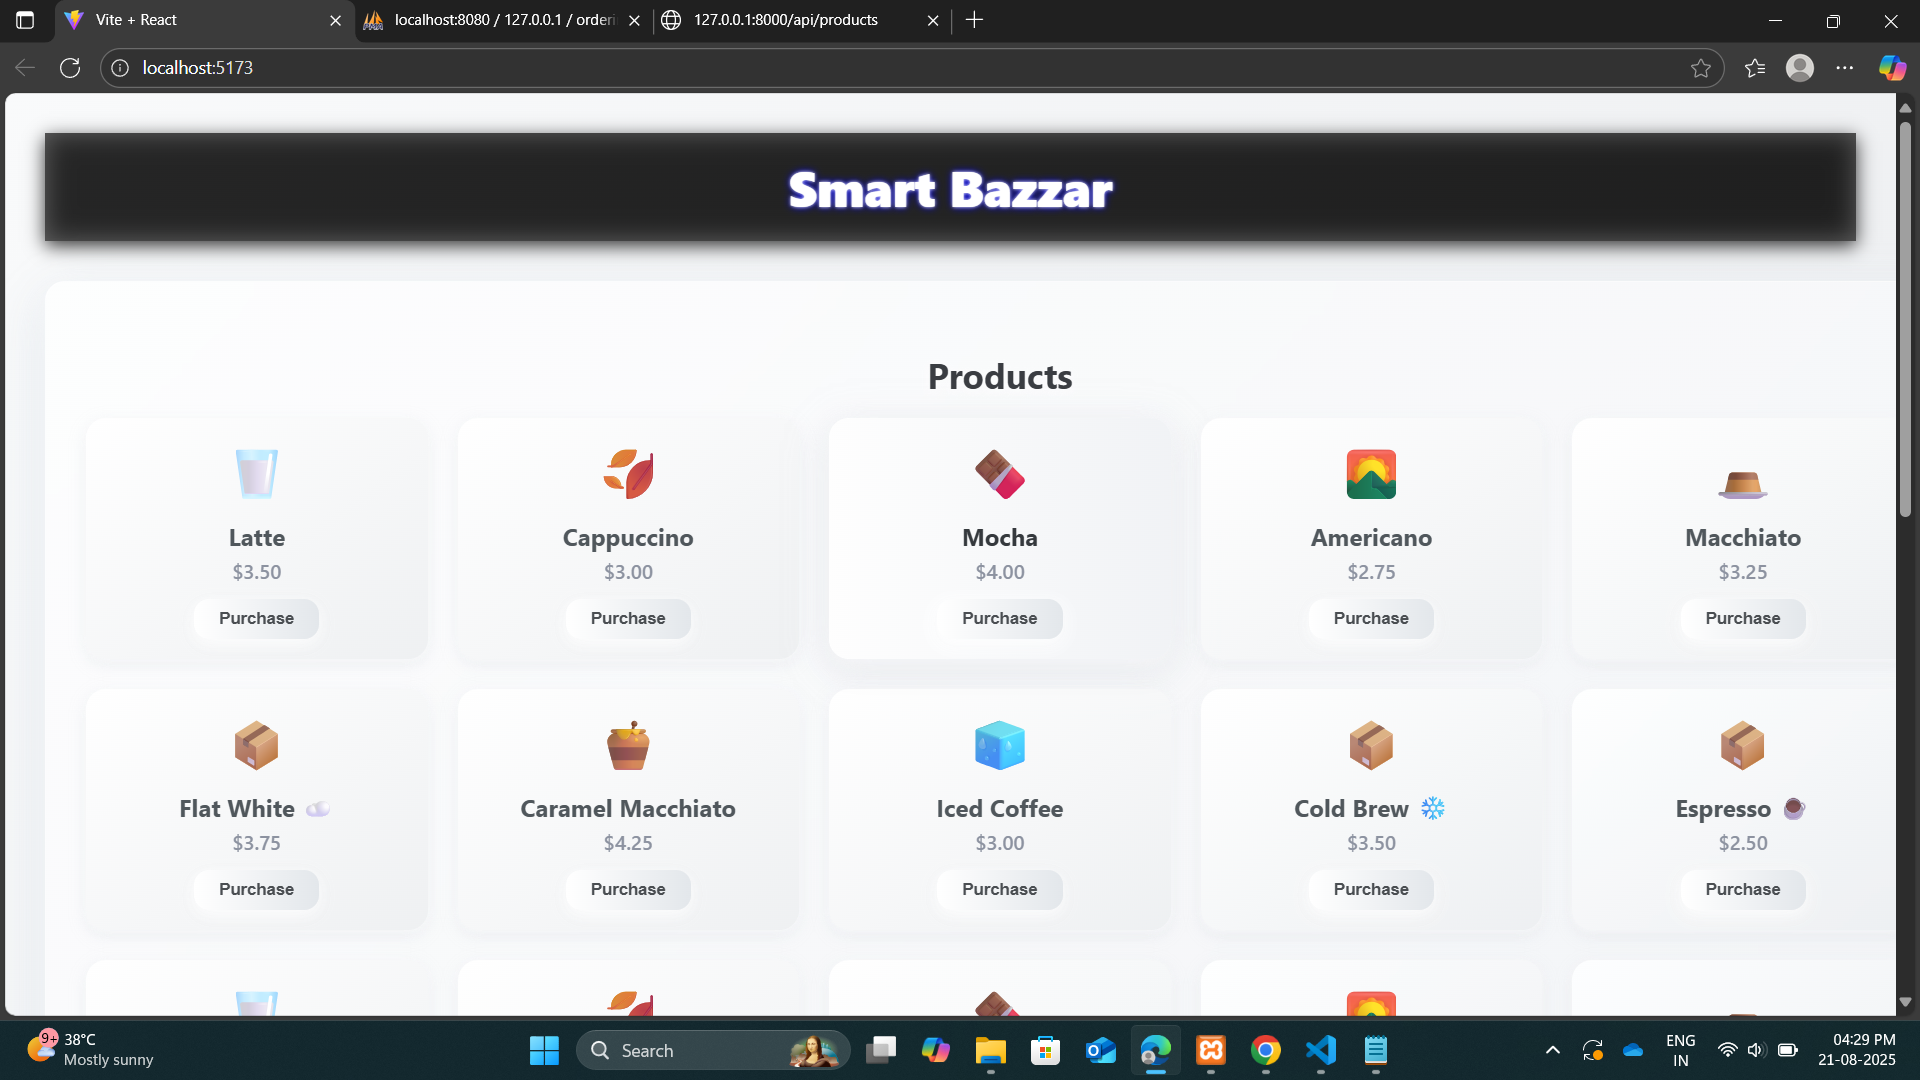 Vite + React
localhost:8080 / 127.0.0.1 / orderi
127.0.0.1:8000/api/products
localhost:5173
Smart Bazzar
Products
Latte
$3.50
Purchase
Cappuccino
$3.00
Purchase
Mocha
$4.00
Purchase
Americano
$2.75
Purchase
Macchiato
$3.25
Purchase
Flat White
$3.75
Purchase
Caramel Macchiato
$4.25
Purchase
Iced Coffee
$3.00
Purchase
Cold Brew
$3.50
Purchase
Espresso
$2.50
Purchase
9+
38°C
Mostly sunny
Search
ENG
IN
04:29 PM
21-08-2025